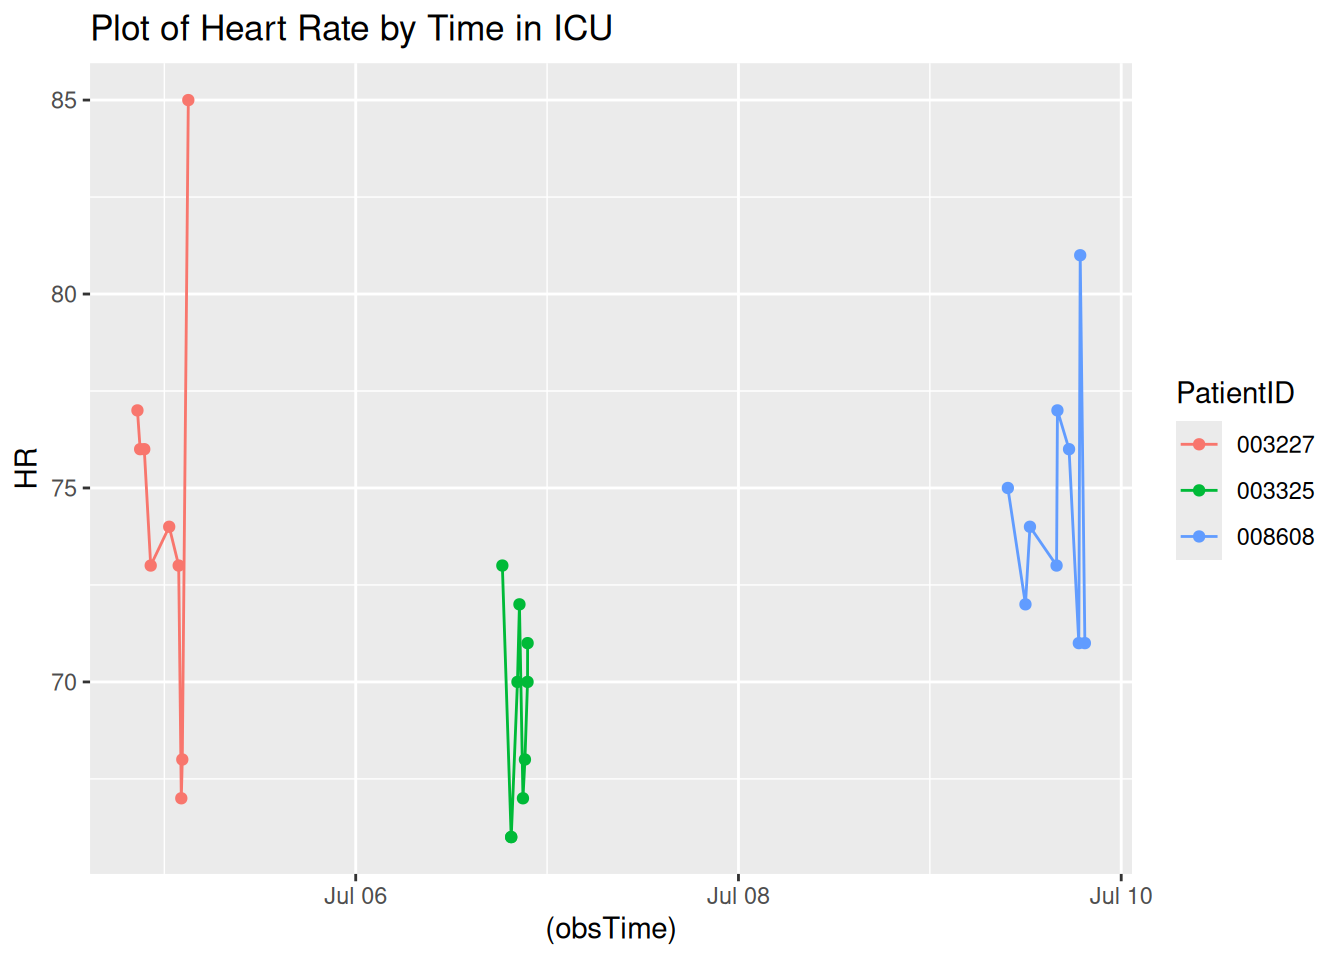 Plot of Heart Rate by Time in ICU
85
80
75
70
HR
Jul 06
Jul 08
Jul 10
(obsTime)
PatientID
003227
003325
008608